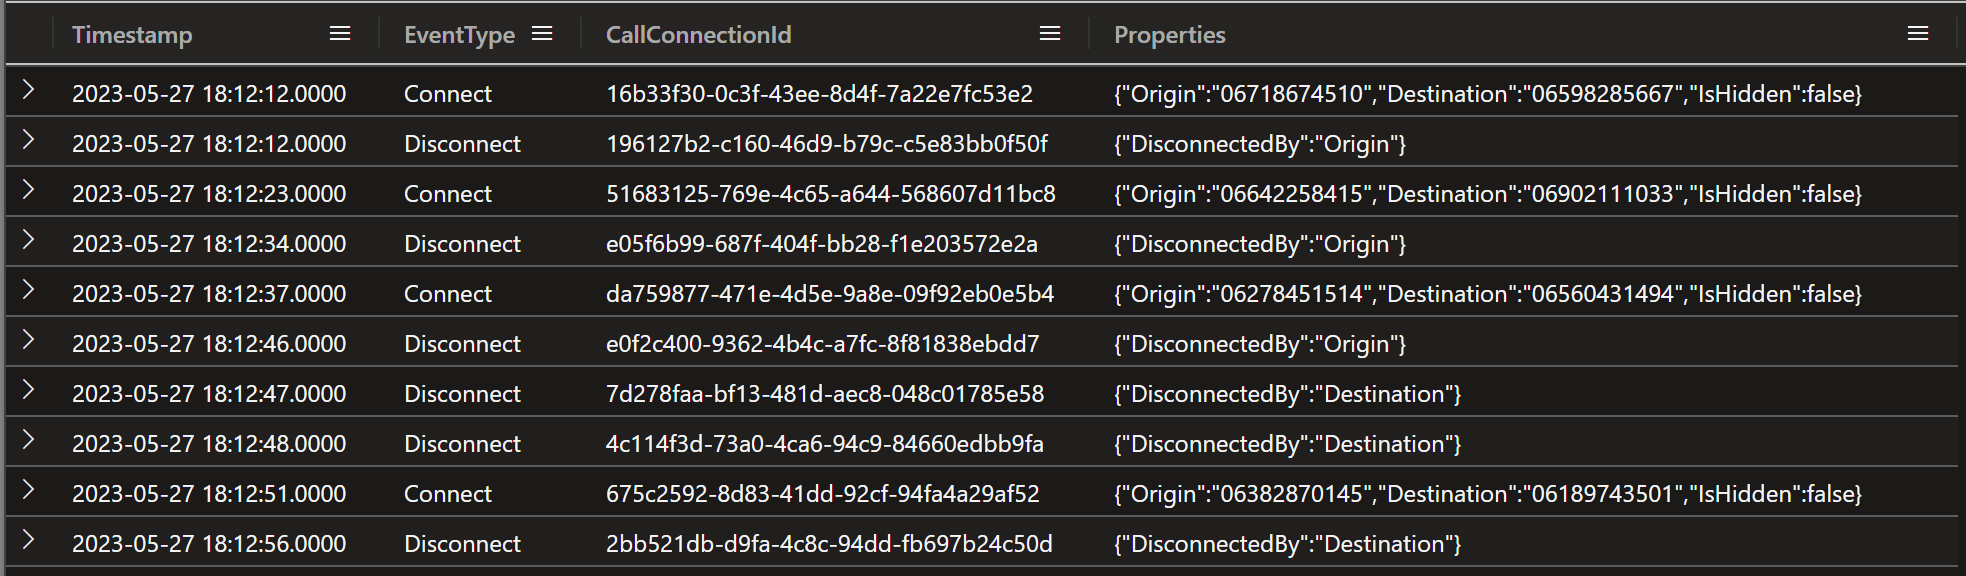 Timestamp EventType CallConnectionId Properties
2023-05-27 18:12:12.0000 Connect 16b33f30-0c3f-43ee-8d4f-7a22e7fc53e2 {"Origin":"06718674510","Destination":"06598285667","IsHidden":false}
2023-05-27 18:12:12.0000 Disconnect 196127b2-c160-46d9-b79c-c5e83bb0f50f {"DisconnectedBy":"Origin"}
2023-05-27 18:12:23.0000 Connect 51683125-769e-4c65-a644-568607d11bc8 {"Origin":"06642258415","Destination":"06902111033","IsHidden":false}
2023-05-27 18:12:34.0000 Disconnect e05f6b99-687f-404f-bb28-f1e203572e2a {"DisconnectedBy":"Origin"}
2023-05-27 18:12:37.0000 Connect da759877-471e-4d5e-9a8e-09f92eb0e5b4 {"Origin":"06278451514","Destination":"06560431494","IsHidden":false}
2023-05-27 18:12:46.0000 Disconnect e0f2c400-9362-4b4c-a7fc-8f81838ebdd7 {"DisconnectedBy":"Origin"}
2023-05-27 18:12:47.0000 Disconnect 7d278faa-bf13-481d-aec8-048c01785e58 {"DisconnectedBy":"Destination"}
2023-05-27 18:12:48.0000 Disconnect 4c114f3d-73a0-4ca6-94c9-84660edbb9fa {"DisconnectedBy":"Destination"}
2023-05-27 18:12:51.0000 Connect 675c2592-8d83-41dd-92cf-94fa4a29af52 {"Origin":"06382870145","Destination":"06189743501","IsHidden":false}
2023-05-27 18:12:56.0000 Disconnect 2bb521db-d9fa-4c8c-94dd-fb697b24c50d {"DisconnectedBy":"Destination"}